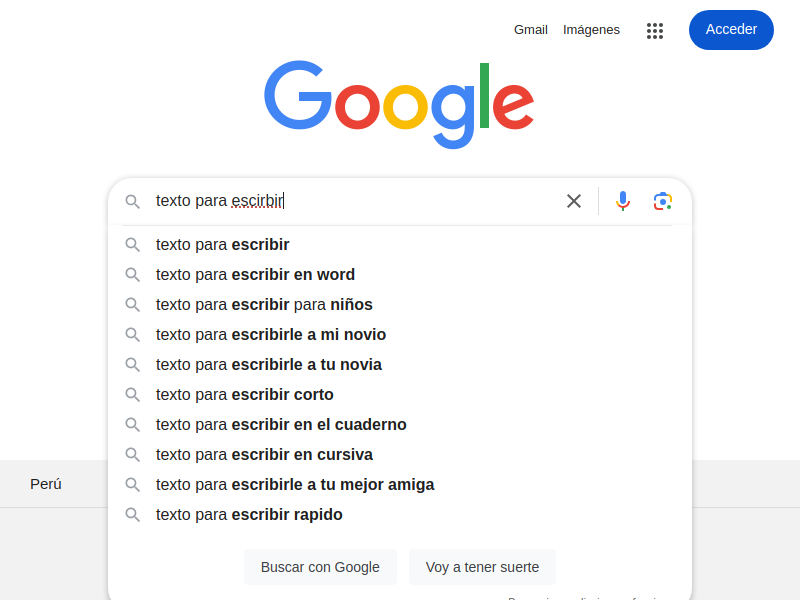 Gmail Imágenes Acceder
Google
texto para escirbir
texto para escribir
texto para escribir en word
texto para escribir para niños
texto para escribirle a mi novio
texto para escribirle a tu novia
texto para escribir corto
texto para escribir en el cuaderno
texto para escribir en cursiva
Perú
texto para escribirle a tu mejor amiga
texto para escribir rapido
Buscar con Google Voy a tener suerte